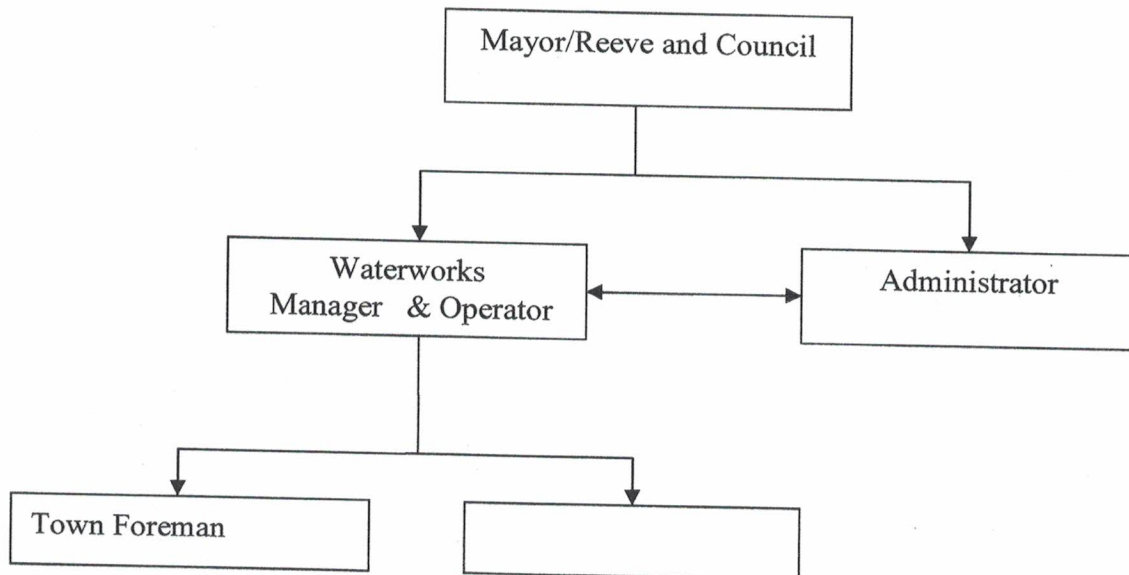 Mayor/Reeve and Council
Waterworks
Manager & Operator
Administrator
Town Foreman